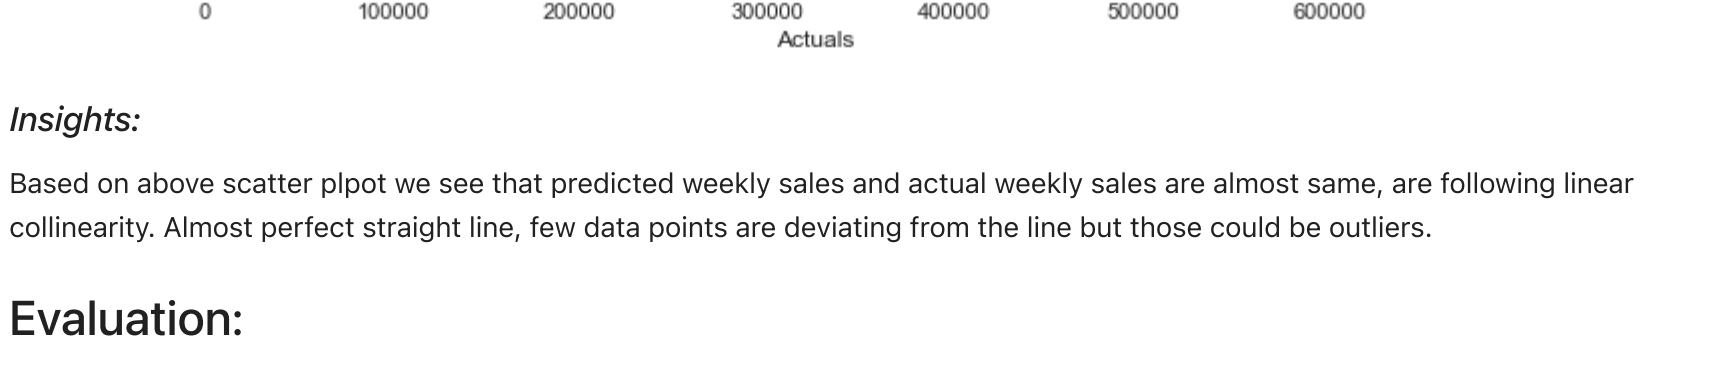 0 100000 200000 300000 400000 500000 600000
Actuals
Insights:
Based on above scatter plpot we see that predicted weekly sales and actual weekly sales are almost same, are following linear
collinearity. Almost perfect straight line, few data points are deviating from the line but those could be outliers.
Evaluation: